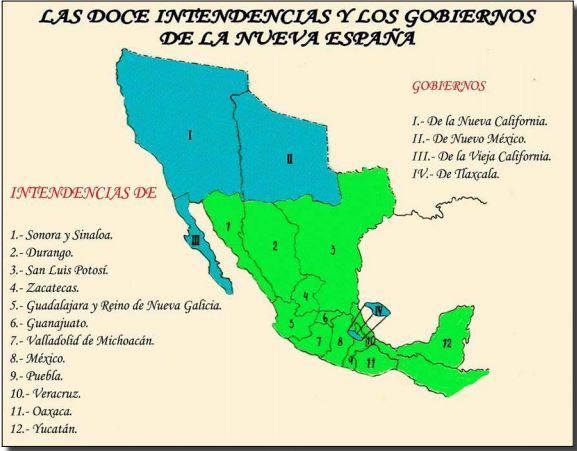 LAS DOCE INTENDENCIAS Y LOS GOBIERNOS
DE LA NUEVA ESPAÑA
GOBIERNOS
I.- De la Nueva California.
II.- De Nuevo México.
III.- De la Vieja California.
IV.- De Tlaxcala.
INTENDENCIAS DE
1.- Sonora y Sinaloa.
2.- Durango.
3.- San Luis Potosí.
4.- Zacatecas.
5.- Guadalajara y Reino de Nueva Galicia.
6.- Guanajuato.
7.- Valladolid de Michoacán.
8.- México.
9.- Puebla.
10.- Veracruz.
11.- Oaxaca.
12.- Yucatán.
I
II
III
1
2
3
4
IV
5
6
7
8
9
10
11
12